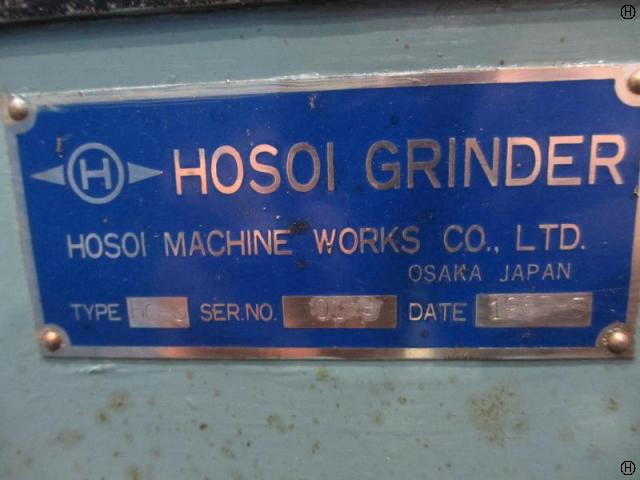 H HOSOI GRINDER
HOSOI MACHINE WORKS CO., LTD.
OSAKA JAPAN
TYPE SER.NO. DATE